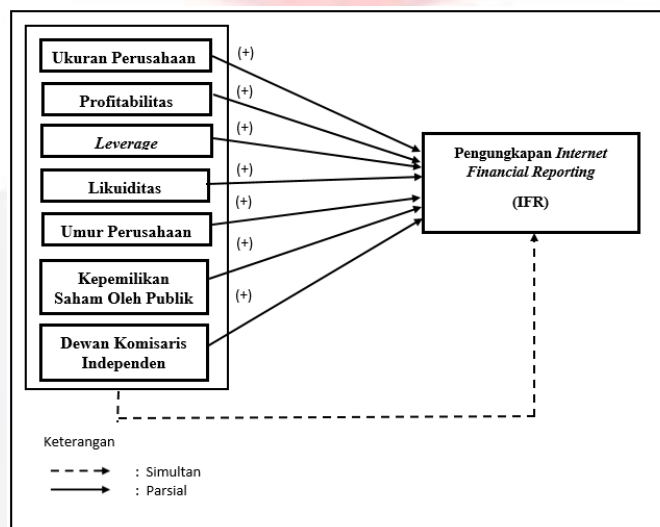 Ukuran Perusahaan
(+)
Profitabilitas
(+)
Leverage
(+)
Likuiditas
(+)
Umur Perusahaan
(+)
Kepemilikan
Saham Oleh Publik
(+)
Dewan Komisaris
Independen
(+)
Pengungkapan Internet
Financial Reporting
(IFR)
Keterangan
: Simultan
: Parsial